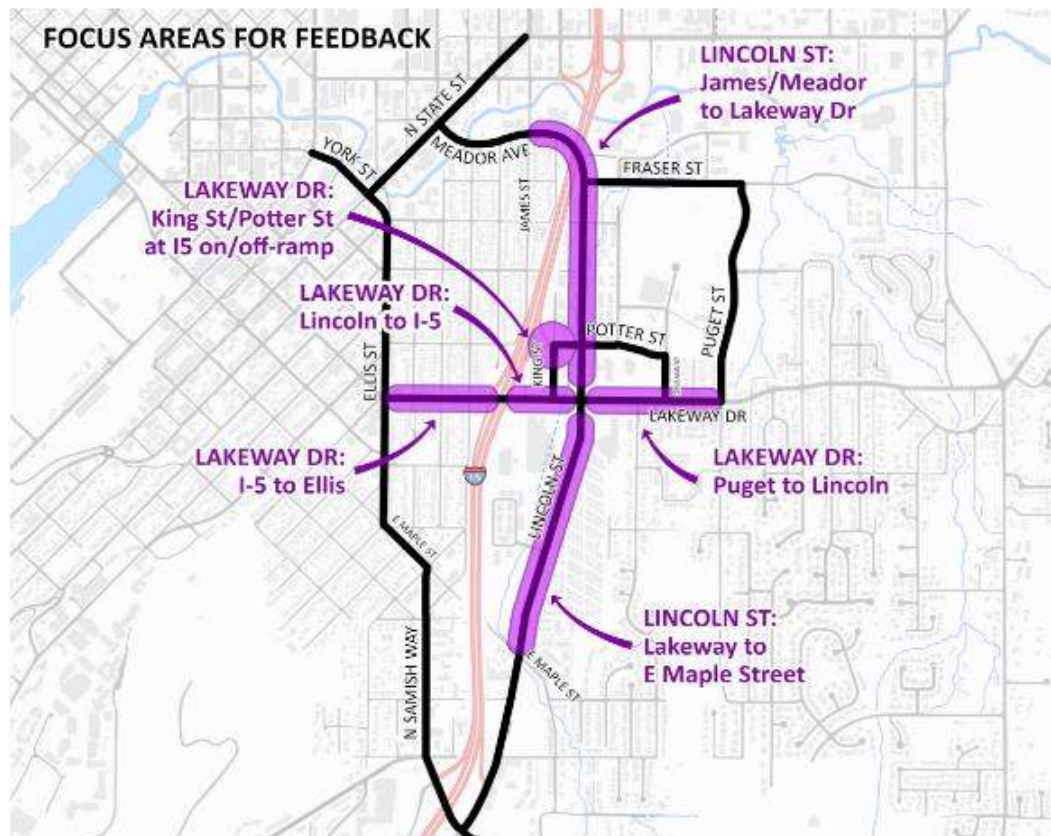 FOCUS AREAS FOR FEEDBACK
LINCOLN ST:
James/Meador
to Lakeway Dr
N STATE ST
MEADOR AVE
YORK ST
FRASER ST
LAKEWAY DR:
King St/Potter St
at I5 on/off-ramp
JAMES ST
LAKEWAY DR:
Lincoln to I-5
POTTER ST
PUGET ST
KING ST
ELLIS ST
LAKEWAY DR
LAKEWAY DR:
I-5 to Ellis
LAKEWAY DR:
Puget to Lincoln
LINCOLN ST
E MAPLE ST
LINCOLN ST:
Lakeway to
E Maple Street
E MAPLE ST
N SAMISH WAY